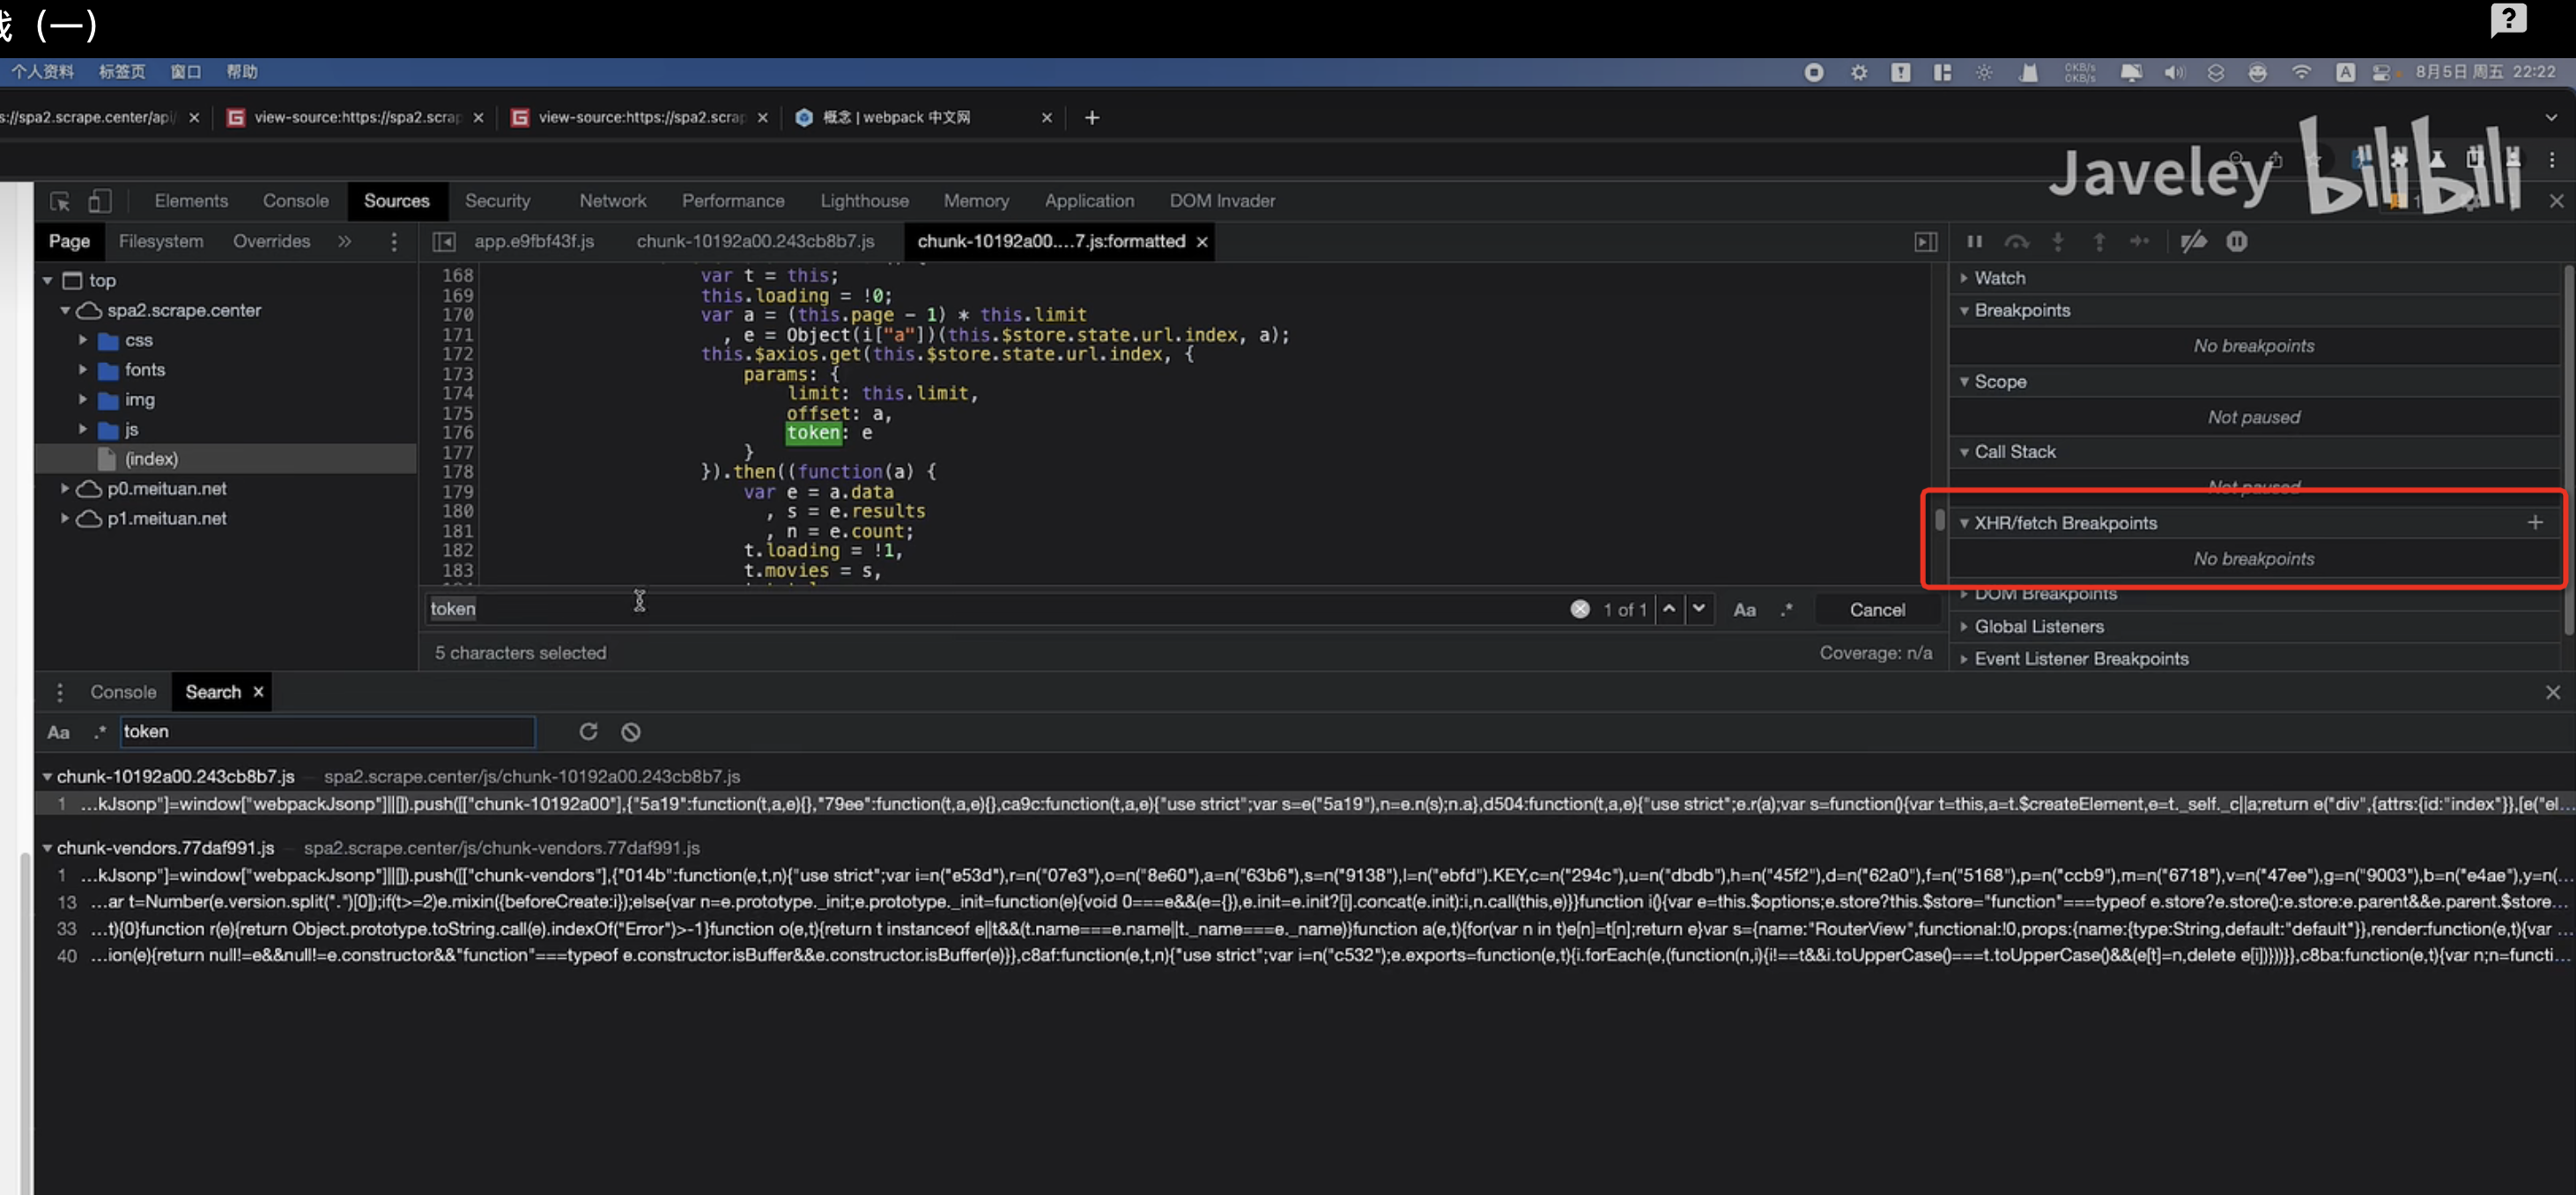 （一）
个人资料 标签页 窗口 帮助
0KB/s
0KB/s
A
8月5日 周五 22:22
s://spa2.scrape.center/api/
view-source:https://spa2.scrap
view-source:https://spa2.scrap
概念 | webpack 中文网
Javeley bilibili
Elements Console Sources Security Network Performance Lighthouse Memory Application DOM Invader
1
Page Filesystem Overrides »
app.e9fbf43f.js chunk-10192a00.243cb8b7.js chunk-10192a00....7.js:formatted
top
spa2.scrape.center
css
fonts
img
js
(index)
p0.meituan.net
p1.meituan.net
168 var t = this;
169 this.loading = !0;
170 var a = (this.page - 1) * this.limit
171 , e = Object(i["a"])(this.$store.state.url.index, a);
172 this.$axios.get(this.$store.state.url.index, {
173 params: {
174 limit: this.limit,
175 offset: a,
176 token: e
177 }
178 }).then((function(a) {
179 var e = a.data
180 , s = e.results
181 , n = e.count;
182 t.loading = !1,
183 t.movies = s,
token
1 of 1 Aa .* Cancel
5 characters selected
Coverage: n/a
Watch
Breakpoints
No breakpoints
Scope
Not paused
Call Stack
Not paused
XHR/fetch Breakpoints
No breakpoints
DOM Breakpoints
Global Listeners
Event Listener Breakpoints
Console Search
Aa .* token
chunk-10192a00.243cb8b7.js — spa2.scrape.center/js/chunk-10192a00.243cb8b7.js
1 …kJsonp"]=window["webpackJsonp"]||[]).push([["chunk-10192a00"],{"5a19":function(t,a,e){},"79ee":function(t,a,e){},ca9c:function(t,a,e){"use strict";var s=e("5a19"),n=e.n(s);n.a},d504:function(t,a,e){"use strict";e.r(a);var s=function(){var t=this,a=t.$createElement,e=t._self._c||a;return e("div",{attrs:{id:"index"}},[e("el…
chunk-vendors.77daf991.js — spa2.scrape.center/js/chunk-vendors.77daf991.js
1 …kJsonp"]=window["webpackJsonp"]||[]).push([["chunk-vendors"],{"014b":function(e,t,n){"use strict";var i=n("e53d"),r=n("07e3"),o=n("8e60"),a=n("63b6"),s=n("9138"),l=n("ebfd").KEY,c=n("294c"),u=n("dbdb"),h=n("45f2"),d=n("62a0"),f=n("5168"),p=n("ccb9"),m=n("6718"),v=n("47ee"),g=n("9003"),b=n("e4ae"),y=n(…
13 …ar t=Number(e.version.split(".")[0]);if(t>=2)e.mixin({beforeCreate:i});else{var n=e.prototype._init;e.prototype._init=function(e){void 0===e&&(e={}),e.init=e.init?[i].concat(e.init):i,n.call(this,e)}}function i(){var e=this.$options;e.store?this.$store="function"===typeof e.store?e.store():e.store:e.parent&&e.parent.$store…
33 …t){0}function r(e){return Object.prototype.toString.call(e).indexOf("Error")>-1}function o(e,t){return t instanceof e||t&&(t.name===e.name||t._name===e._name)}function a(e,t){for(var n in t)e[n]=t[n];return e}var s={name:"RouterView",functional:!0,props:{name:{type:String,default:"default"}},render:function(e,t){var …
40 …ion(e){return null!=e&&null!=e.constructor&&"function"===typeof e.constructor.isBuffer&&e.constructor.isBuffer(e)}},c8af:function(e,t,n){"use strict";var i=n("c532");e.exports=function(e,t){i.forEach(e,(function(n,i){i!==t&&i.toUpperCase()===t.toUpperCase()&&(e[t]=n,delete e[i])}))}},c8ba:function(e,t){var n;n=functi…